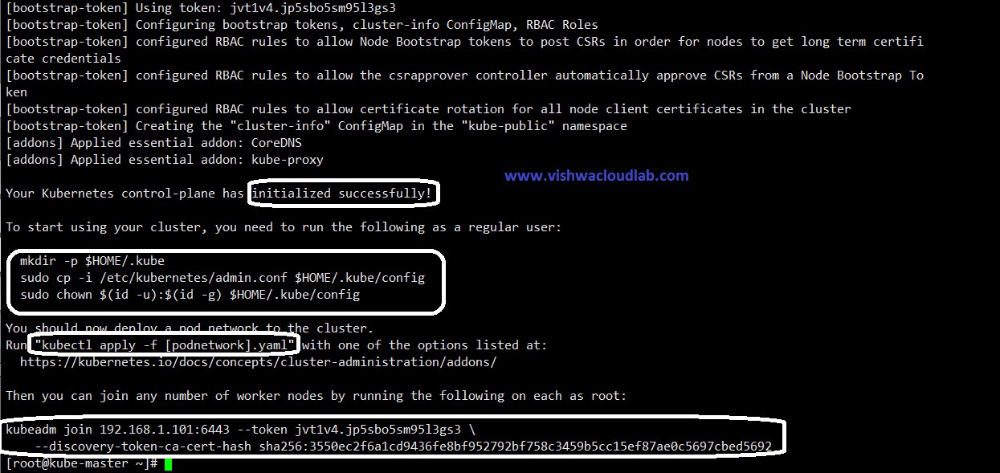 [bootstrap-token] Using token: jvt1v4.jp5sbo5sm95l3gs3
[bootstrap-token] Configuring bootstrap tokens, cluster-info ConfigMap, RBAC Roles
[bootstrap-token] configured RBAC rules to allow Node Bootstrap tokens to post CSRs in order for nodes to get long term certifi
cate credentials
[bootstrap-token] configured RBAC rules to allow the csrapprover controller automatically approve CSRs from a Node Bootstrap To
ken
[bootstrap-token] configured RBAC rules to allow certificate rotation for all node client certificates in the cluster
[bootstrap-token] Creating the "cluster-info" ConfigMap in the "kube-public" namespace
[addons] Applied essential addon: CoreDNS
[addons] Applied essential addon: kube-proxy
www.vishwacloudlab.com
Your Kubernetes control-plane has initialized successfully!
To start using your cluster, you need to run the following as a regular user:
mkdir -p $HOME/.kube
sudo cp -i /etc/kubernetes/admin.conf $HOME/.kube/config
sudo chown $(id -u):$(id -g) $HOME/.kube/config
You should now deploy a pod network to the cluster.
Run "kubectl apply -f [podnetwork].yaml" with one of the options listed at:
https://kubernetes.io/docs/concepts/cluster-administration/addons/
Then you can join any number of worker nodes by running the following on each as root:
kubeadm join 192.168.1.101:6443 --token jvt1v4.jp5sbo5sm95l3gs3 \
--discovery-token-ca-cert-hash sha256:3550ec2f6a1cd9436fe8bf952792bf758c3459b5cc15ef87ae0c5697cbed5692
[root@kube-master ~]#